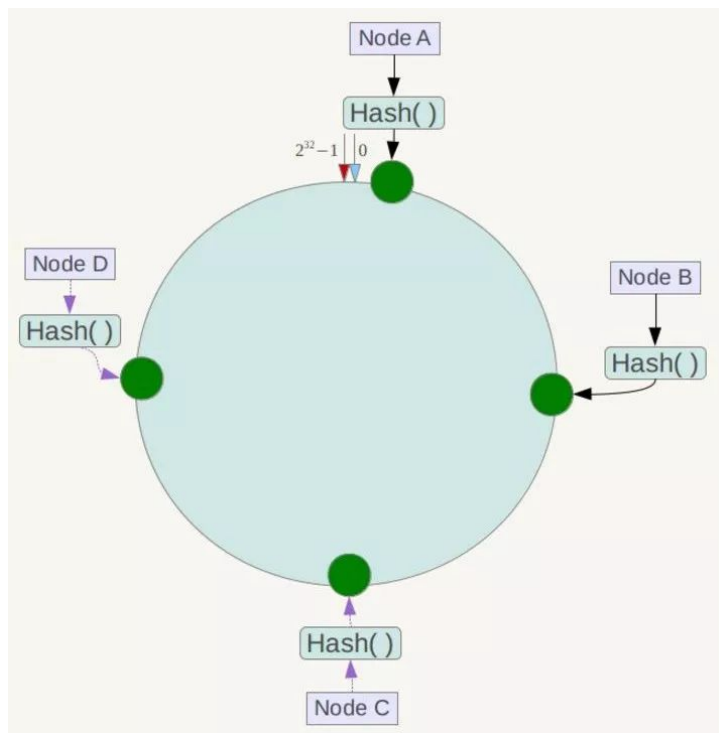 Node A
Hash( )
2³²−1
0
Node D
Node B
Hash( )
Hash( )
Hash( )
Node C